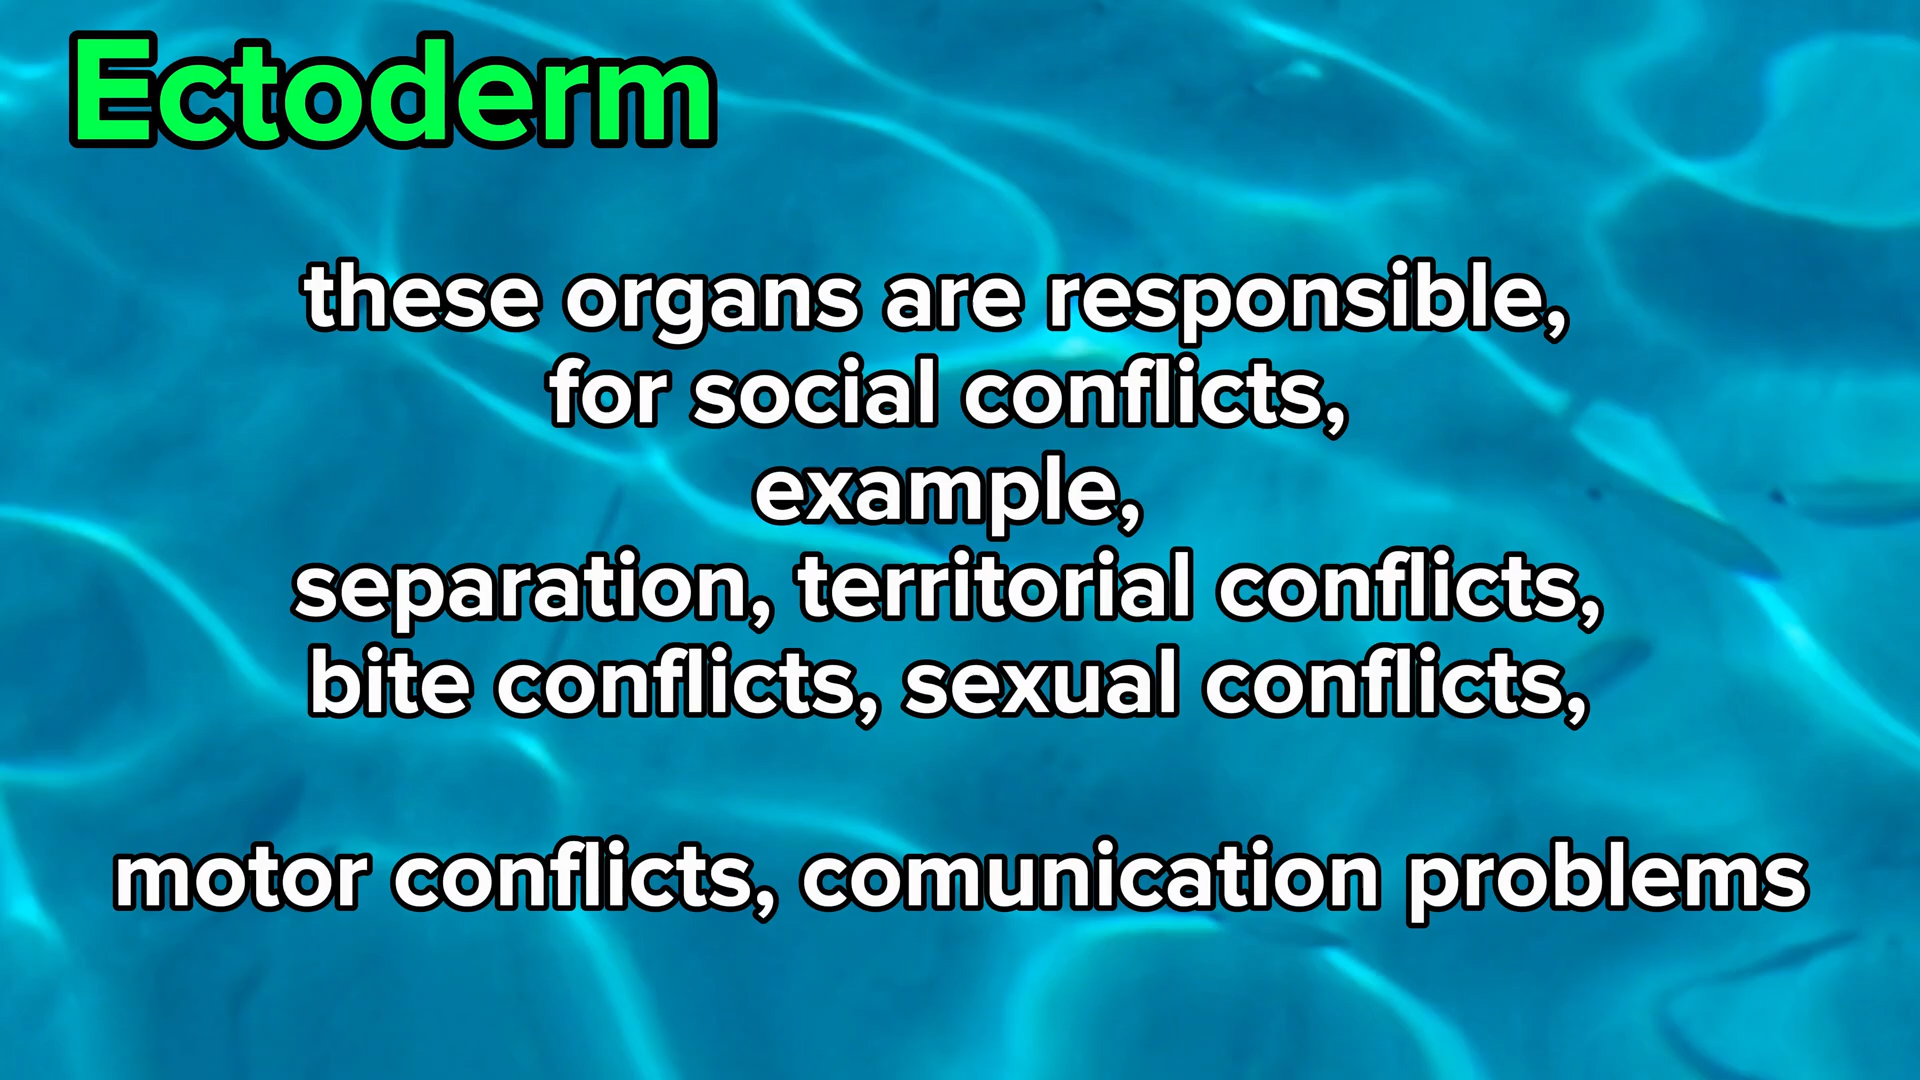 Ectoderm
these organs are responsible,
for social conflicts,
example,
separation, territorial conflicts,
bite conflicts, sexual conflicts,
motor conflicts, comunication problems